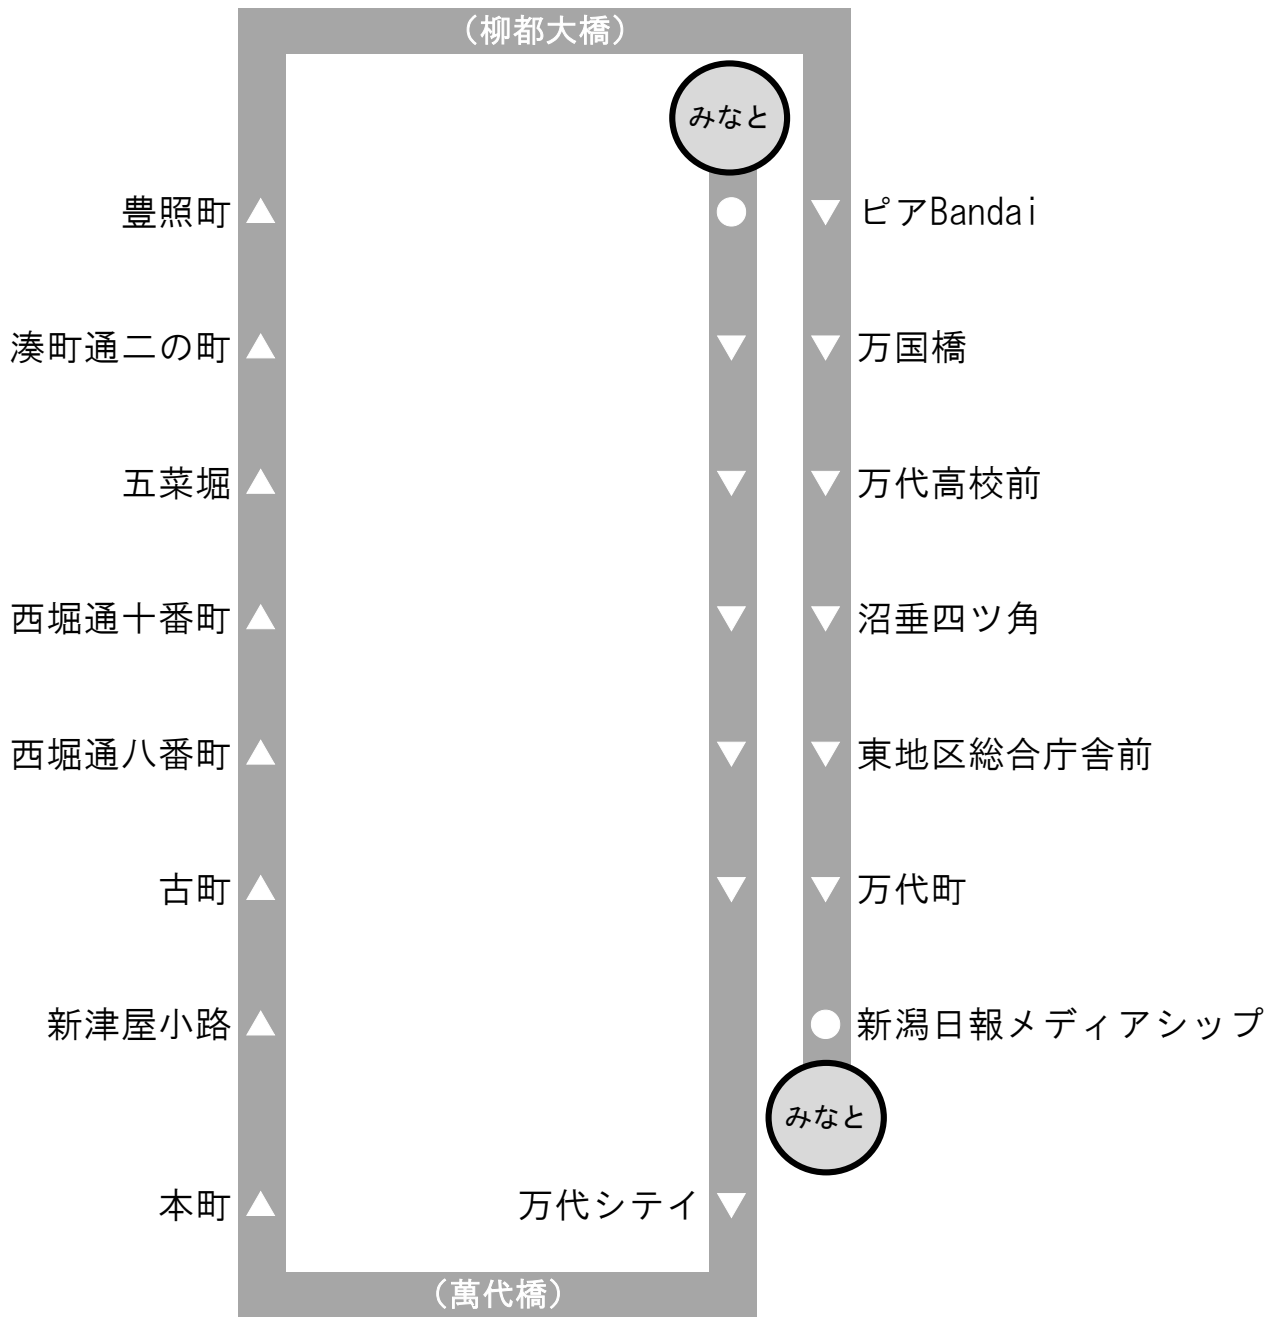 （柳都大橋）
みなと
豊照町
ピアBandai
湊町通二の町
万国橋
五菜堀
万代高校前
西堀通十番町
沼垂四ツ角
西堀通八番町
東地区総合庁舎前
古町
万代町
新津屋小路
新潟日報メディアシップ
みなと
本町
万代シテイ
（萬代橋）